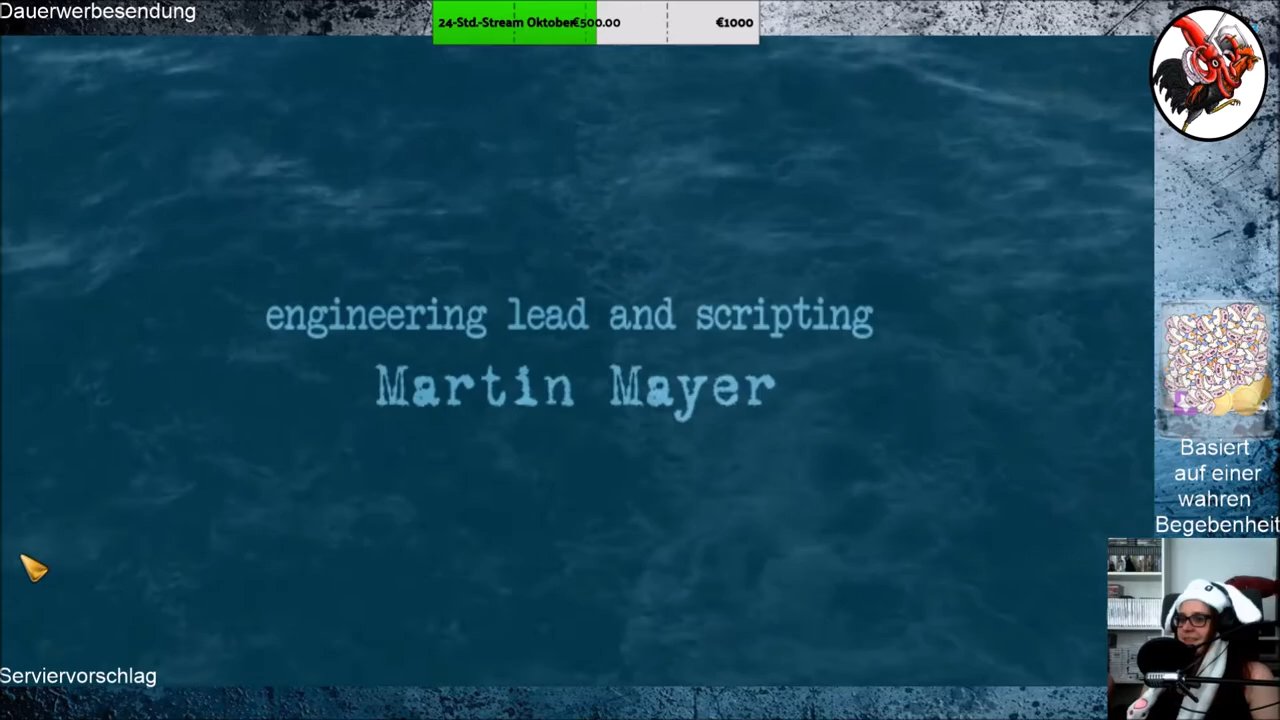 Dauerwerbesendung
24-Std.-Stream Oktober €500.00 €1000
engineering lead and scripting
Martin Mayer
Basiert
auf einer
wahren
Begebenheit
Serviervorschlag